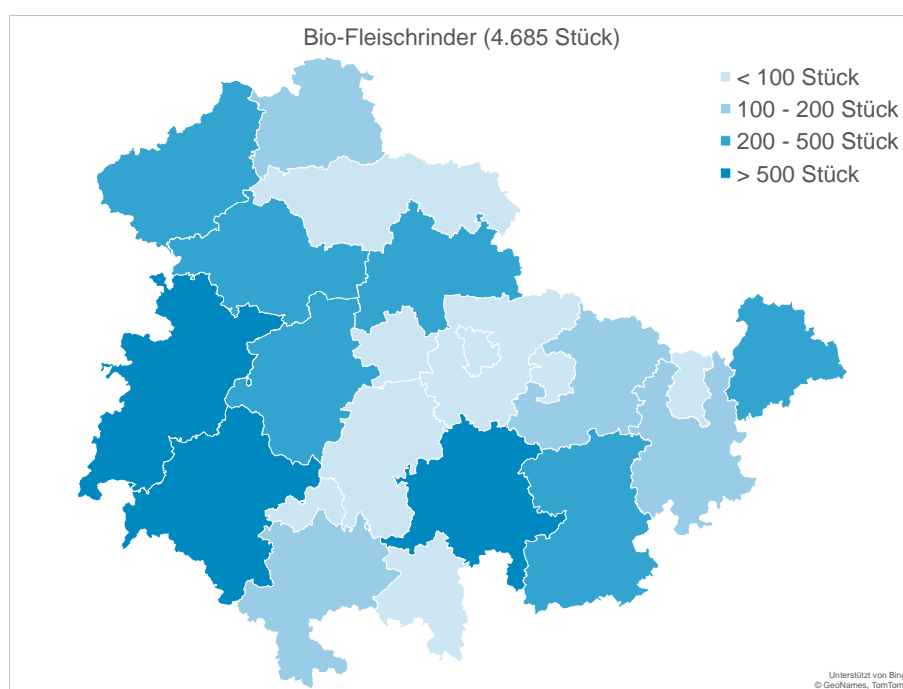 Bio-Fleischrinder (4.685 Stück)
< 100 Stück
100 - 200 Stück
200 - 500 Stück
> 500 Stück
Unterstützt von Bing
© GeoNames, TomTom